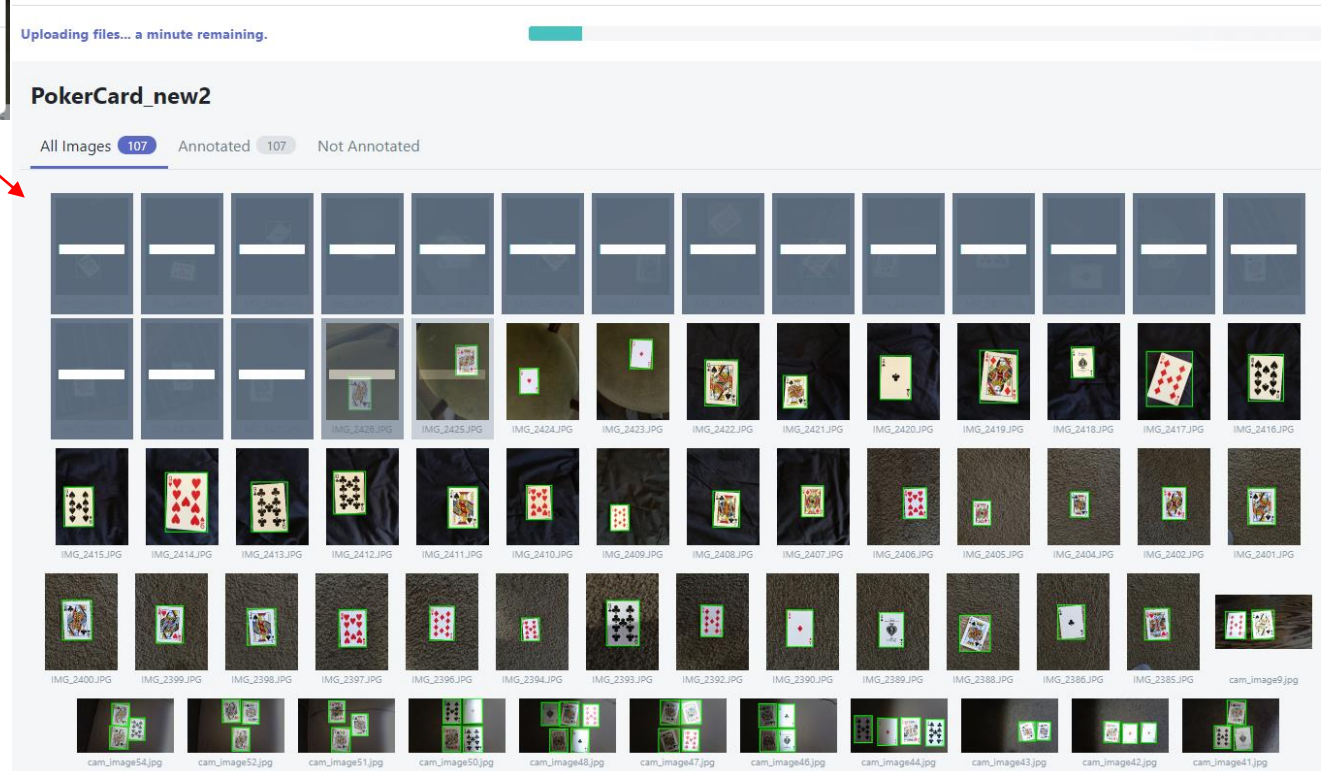 Uploading files... a minute remaining.
PokerCard_new2
All Images 107 Annotated 107 Not Annotated
IMG_2426.JPG IMG_2425.JPG IMG_2424.JPG IMG_2423.JPG IMG_2422.JPG IMG_2421.JPG IMG_2420.JPG IMG_2419.JPG IMG_2418.JPG IMG_2417.JPG IMG_2416.JPG
IMG_2415.JPG IMG_2414.JPG IMG_2413.JPG IMG_2412.JPG IMG_2411.JPG IMG_2410.JPG IMG_2409.JPG IMG_2408.JPG IMG_2407.JPG IMG_2406.JPG IMG_2405.JPG IMG_2404.JPG IMG_2402.JPG IMG_2401.JPG
IMG_2400.JPG IMG_2399.JPG IMG_2398.JPG IMG_2397.JPG IMG_2396.JPG IMG_2394.JPG IMG_2393.JPG IMG_2392.JPG IMG_2390.JPG IMG_2389.JPG IMG_2388.JPG IMG_2386.JPG IMG_2385.JPG cam_image9.jpg
cam_image54.jpg cam_image52.jpg cam_image51.jpg cam_image50.jpg cam_image48.jpg cam_image47.jpg cam_image46.jpg cam_image44.jpg cam_image43.jpg cam_image42.jpg cam_image41.jpg